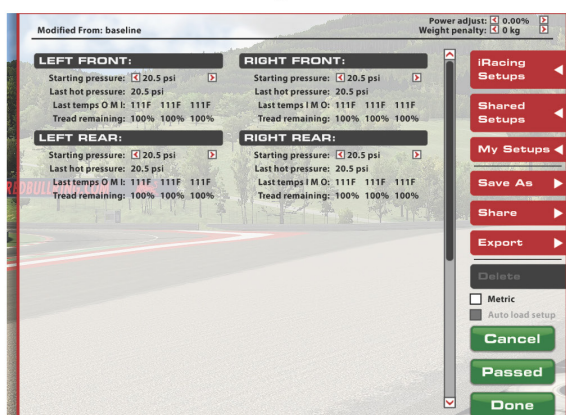 Modified From: baseline
Power adjust: 0.00%
Weight penalty: 0 kg
LEFT FRONT:
Starting pressure: 20.5 psi
Last hot pressure: 20.5 psi
Last temps O M I: 111F 111F 111F
Tread remaining: 100% 100% 100%
RIGHT FRONT:
Starting pressure: 20.5 psi
Last hot pressure: 20.5 psi
Last temps I M O: 111F 111F 111F
Tread remaining: 100% 100% 100%
LEFT REAR:
Starting pressure: 20.5 psi
Last hot pressure: 20.5 psi
Last temps O M I: 111F 111F 111F
Tread remaining: 100% 100% 100%
RIGHT REAR:
Starting pressure: 20.5 psi
Last hot pressure: 20.5 psi
Last temps I M O: 111F 111F 111F
Tread remaining: 100% 100% 100%
iRacing
Setups
Shared
Setups
My Setups
Save As
Share
Export
Delete
Metric
Auto load setup
Cancel
Passed
Done